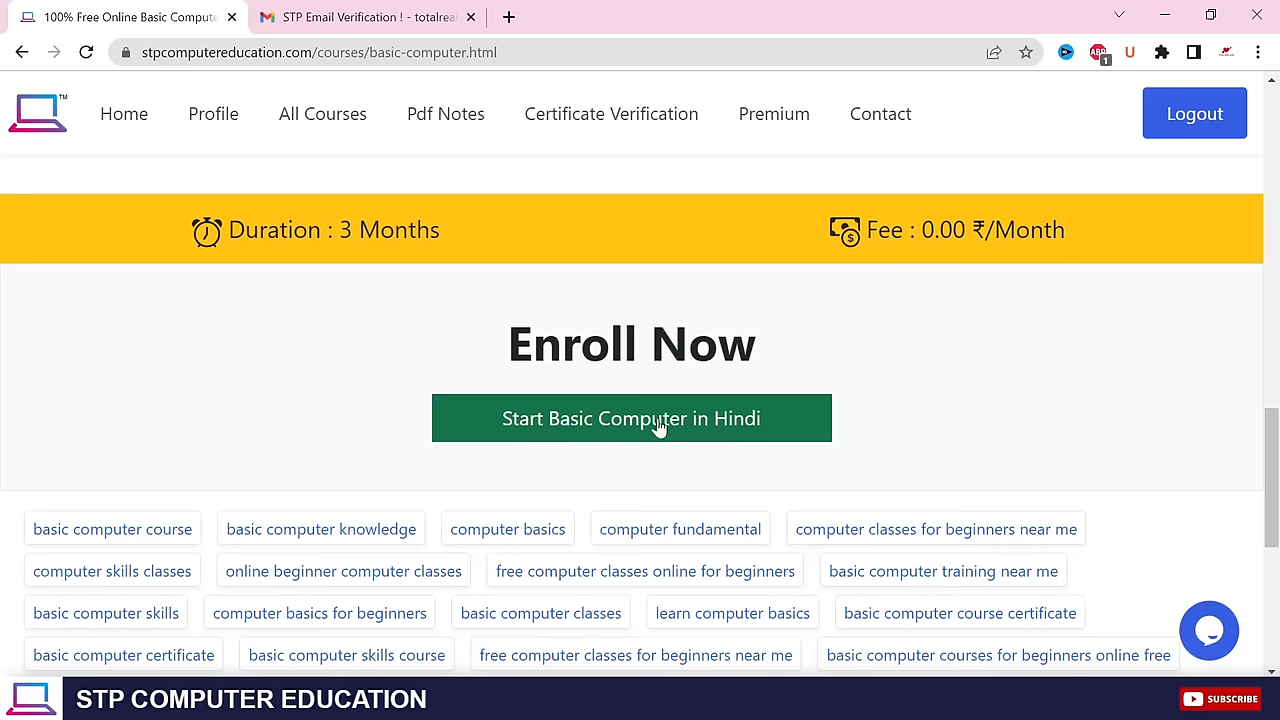 100% Free Online Basic Compute
STP Email Verification ! - totalreal
stpcomputereducation.com/courses/basic-computer.html
ABP
1
U
TM
Home
Profile
All Courses
Pdf Notes
Certificate Verification
Premium
Contact
Logout
Duration : 3 Months
Fee : 0.00 ₹/Month
Enroll Now
Start Basic Computer in Hindi
basic computer course
basic computer knowledge
computer basics
computer fundamental
computer classes for beginners near me
computer skills classes
online beginner computer classes
free computer classes online for beginners
basic computer training near me
basic computer skills
computer basics for beginners
basic computer classes
learn computer basics
basic computer course certificate
basic computer certificate
basic computer skills course
free computer classes for beginners near me
basic computer courses for beginners online free
STP COMPUTER EDUCATION
SUBSCRIBE